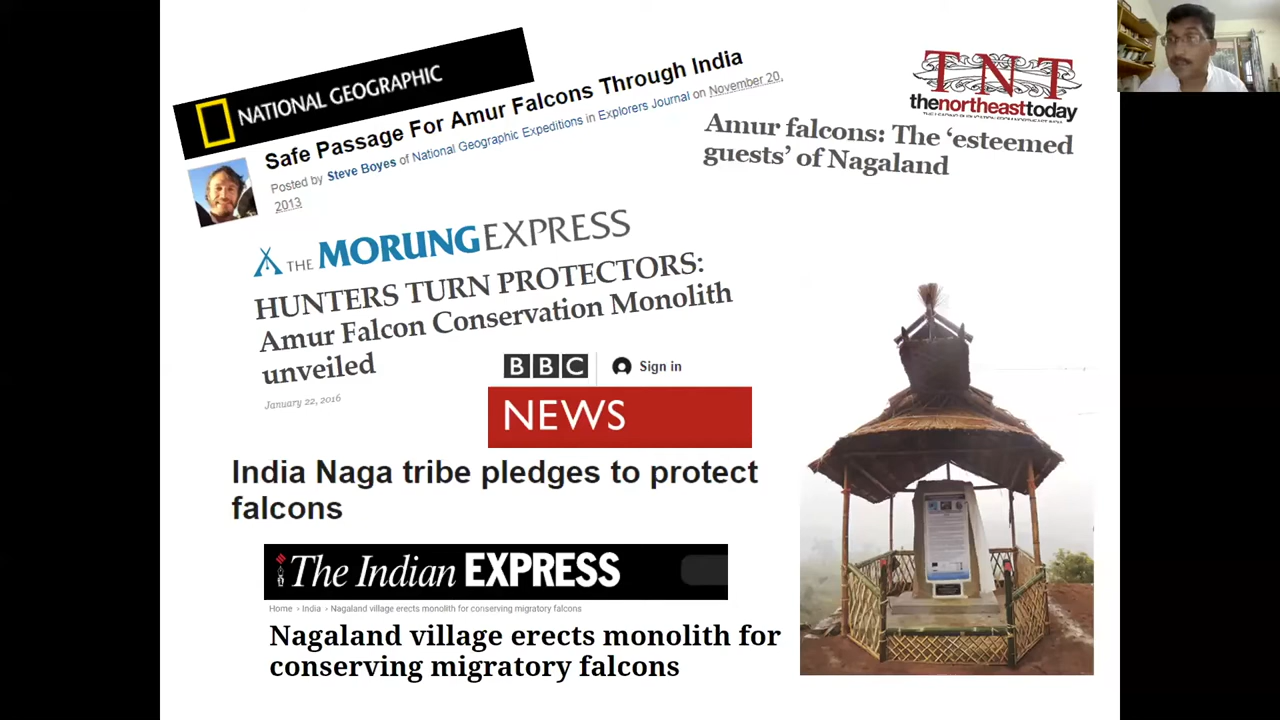 NATIONAL GEOGRAPHIC
Safe Passage For Amur Falcons Through India
Posted by Steve Boyes of National Geographic Expeditions in Explorers Journal on November 20,
2013
TNT
thenortheasttoday
Amur falcons: The ‘esteemed
guests’ of Nagaland
THE MORUNG EXPRESS
HUNTERS TURN PROTECTORS:
Amur Falcon Conservation Monolith
unveiled
January 22, 2016
BBC
Sign in
NEWS
India Naga tribe pledges to protect
falcons
The Indian EXPRESS
Home > India > Nagaland village erects monolith for conserving migratory falcons
Nagaland village erects monolith for
conserving migratory falcons